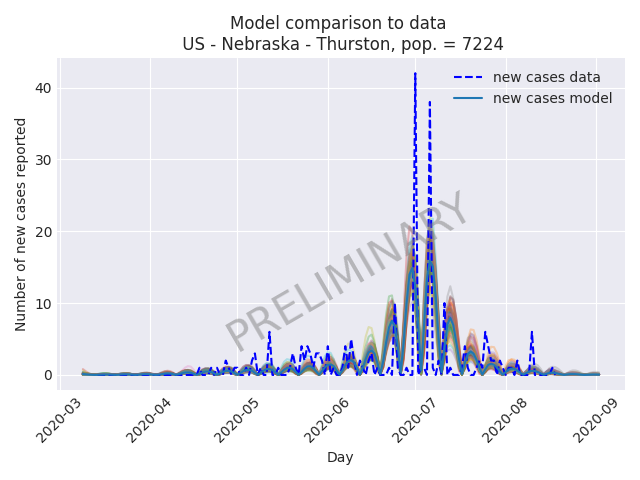 Model comparison to data
US - Nebraska - Thurston, pop. = 7224
new cases data
new cases model
Number of new cases reported
40
30
20
10
0
PRELIMINARY
2020-03
2020-04
2020-05
2020-06
2020-07
2020-08
2020-09
Day